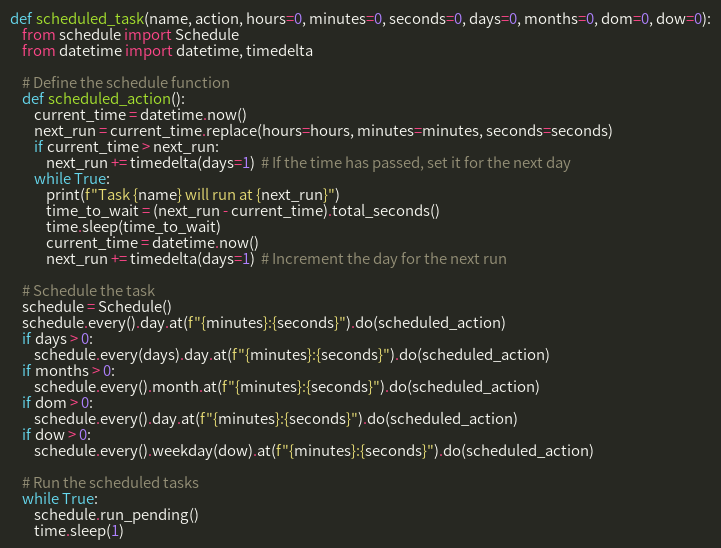 def scheduled_task(name, action, hours=0, minutes=0, seconds=0, days=0, months=0, dom=0, dow=0):
    from schedule import Schedule
    from datetime import datetime, timedelta

    # Define the schedule function
    def scheduled_action():
        current_time = datetime.now()
        next_run = current_time.replace(hours=hours, minutes=minutes, seconds=seconds)
        if current_time > next_run:
            next_run += timedelta(days=1)  # If the time has passed, set it for the next day
        while True:
            print(f"Task {name} will run at {next_run}")
            time_to_wait = (next_run - current_time).total_seconds()
            time.sleep(time_to_wait)
            current_time = datetime.now()
            next_run += timedelta(days=1)  # Increment the day for the next run

    # Schedule the task
    schedule = Schedule()
    schedule.every().day.at(f"{minutes}:{seconds}").do(scheduled_action)
    if days > 0:
        schedule.every(days).day.at(f"{minutes}:{seconds}").do(scheduled_action)
    if months > 0:
        schedule.every().month.at(f"{minutes}:{seconds}").do(scheduled_action)
    if dom > 0:
        schedule.every().day.at(f"{minutes}:{seconds}").do(scheduled_action)
    if dow > 0:
        schedule.every().weekday(dow).at(f"{minutes}:{seconds}").do(scheduled_action)

    # Run the scheduled tasks
    while True:
        schedule.run_pending()
        time.sleep(1)